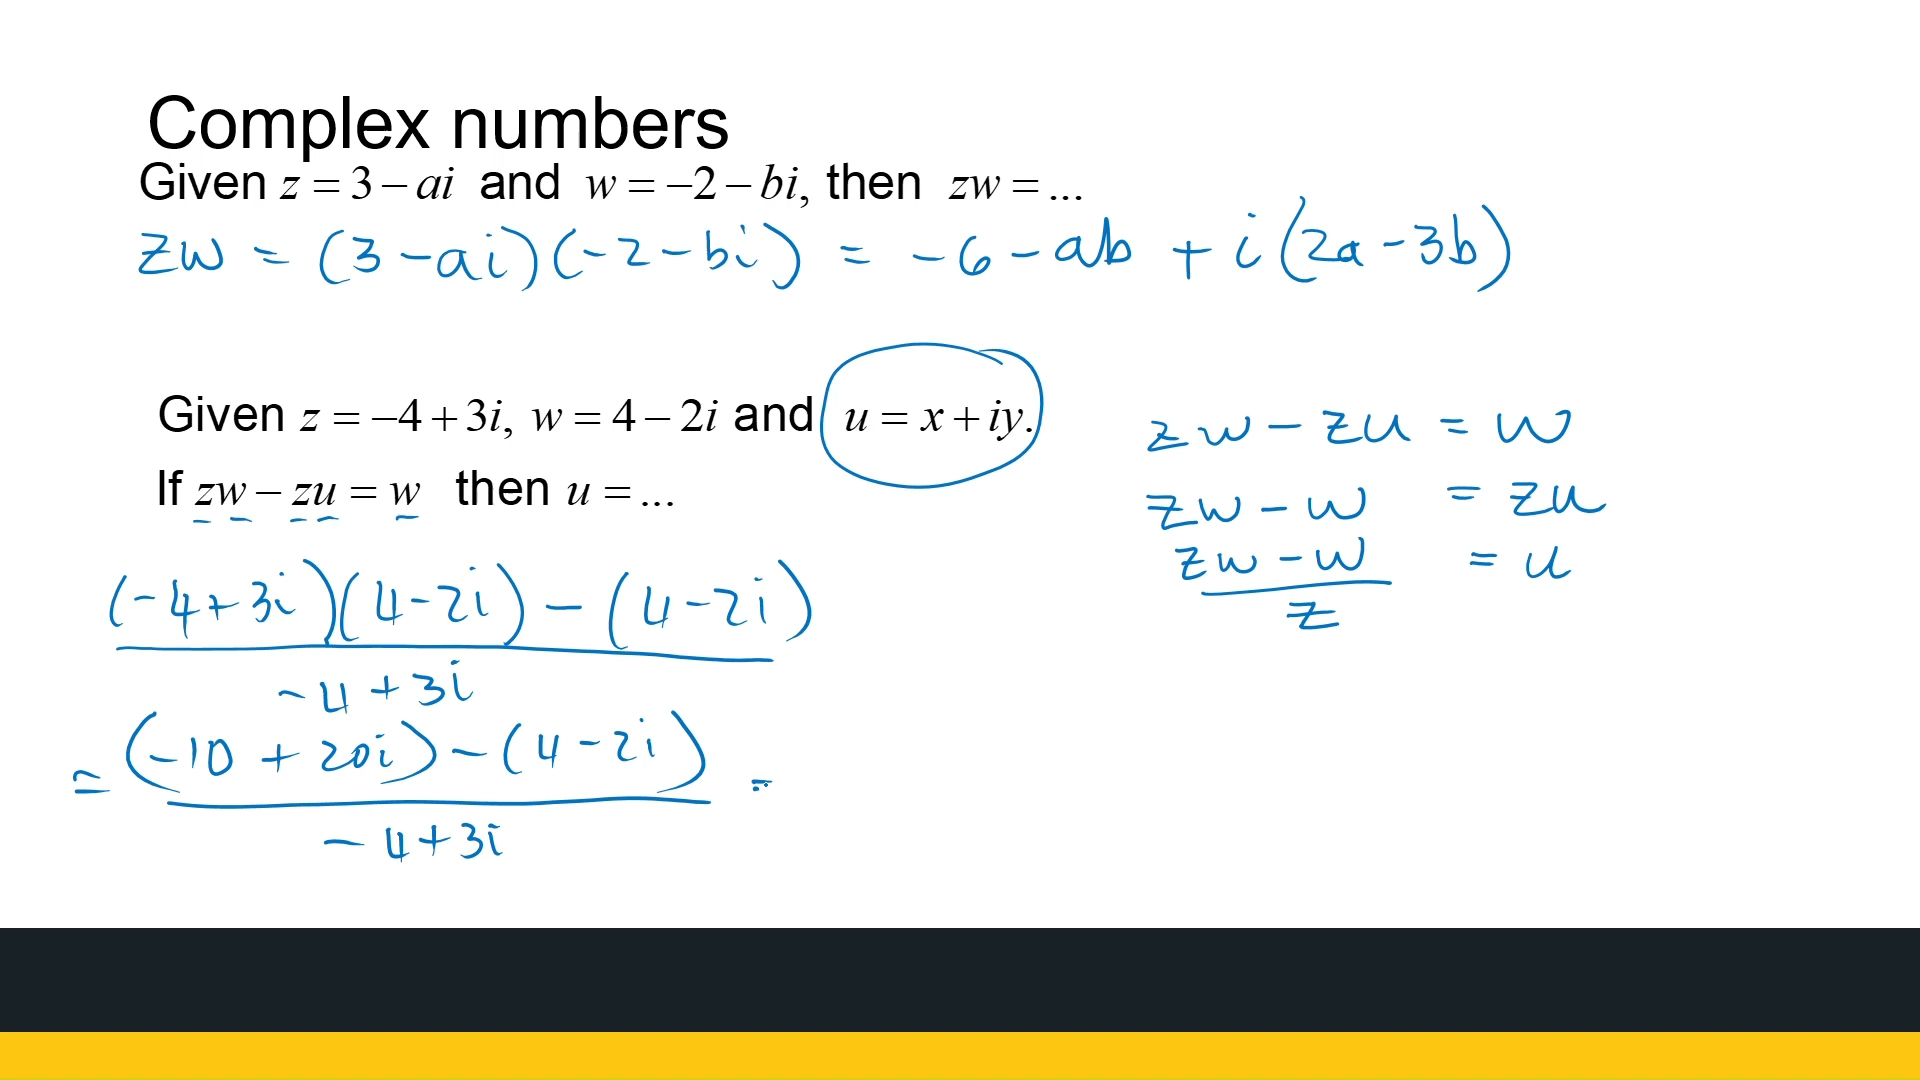 Complex numbers
Given z = 3 − ai and w = −2 − bi, then zw = ...
zw = (3 - ai)(-2 - bi) = -6 - ab + i(2a - 3b)
Given z = −4 + 3i, w = 4 − 2i and u = x + iy.
If zw − zu = w then u = ...
zw - zu = w
zw - w = zu
zw - w = u
z
(-4+3i)(4-2i) - (4-2i)
-4+3i
= (-10 + 20i) - (4 - 2i) =
-4+3i